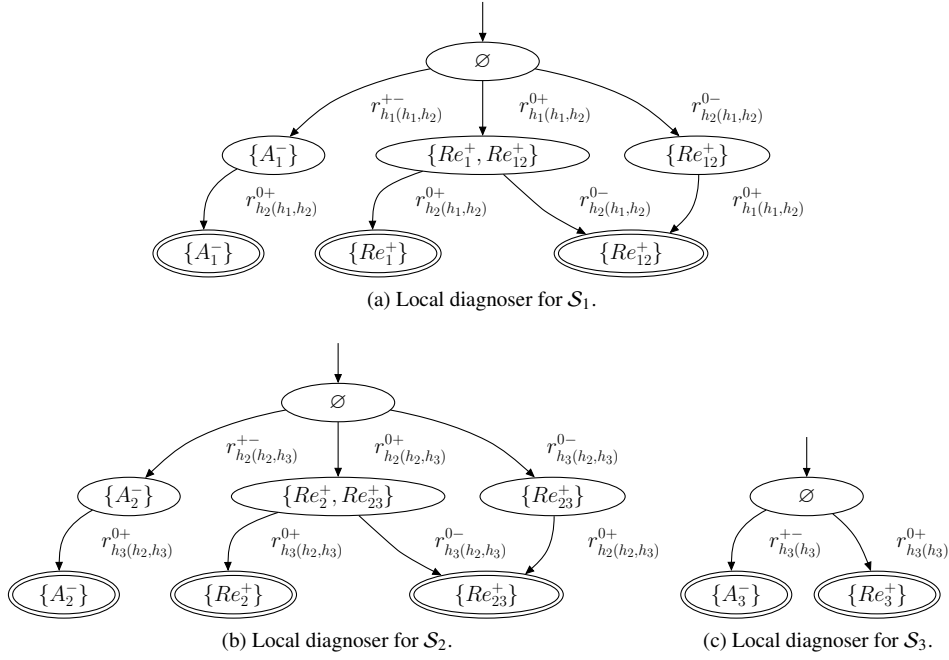 ∅
r^{+-}_{h_1(h_1,h_2)} r^{0+}_{h_1(h_1,h_2)} r^{0-}_{h_2(h_1,h_2)}
{A_1^-} {Re_1^+, Re_{12}^+} {Re_{12}^+}
r^{0+}_{h_2(h_1,h_2)} r^{0+}_{h_2(h_1,h_2)} r^{0-}_{h_2(h_1,h_2)} r^{0+}_{h_1(h_1,h_2)}
{A_1^-} {Re_1^+} {Re_{12}^+}
(a) Local diagnoser for S_1.
∅
r^{+-}_{h_2(h_2,h_3)} r^{0+}_{h_2(h_2,h_3)} r^{0-}_{h_3(h_2,h_3)}
{A_2^-} {Re_2^+, Re_{23}^+} {Re_{23}^+}
r^{0+}_{h_3(h_2,h_3)} r^{0+}_{h_3(h_2,h_3)} r^{0-}_{h_3(h_2,h_3)} r^{0+}_{h_2(h_2,h_3)}
{A_2^-} {Re_2^+} {Re_{23}^+}
(b) Local diagnoser for S_2.
∅
r^{+-}_{h_3(h_3)} r^{0+}_{h_3(h_3)}
{A_3^-} {Re_3^+}
(c) Local diagnoser for S_3.